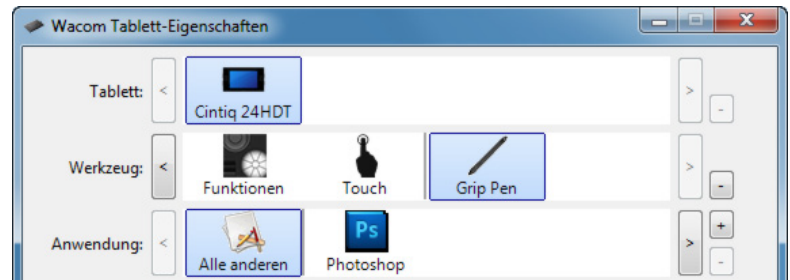 Wacom Tablett-Eigenschaften
Tablett: < Cintiq 24HDT > -
Werkzeug: < Funktionen Touch Grip Pen > -
Anwendung: < Alle anderen Ps Photoshop > + -